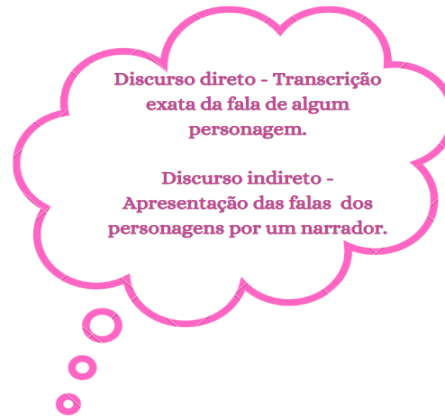 Discurso direto - Transcrição
exata da fala de algum
personagem.
Discurso indireto -
Apresentação das falas dos
personagens por um narrador.